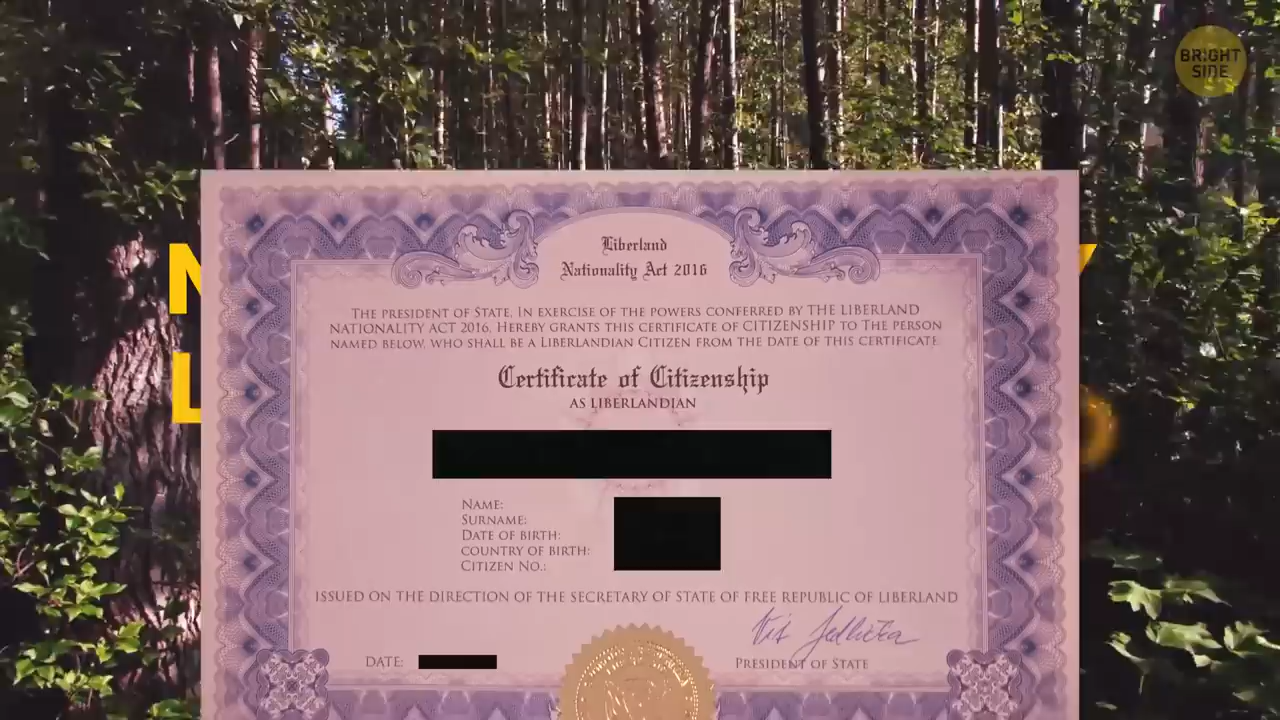 BRIGHT
SIDE
Liberland
Nationality Act 2016
THE PRESIDENT OF STATE, IN EXERCISE OF THE POWERS CONFERRED BY THE LIBERLAND
NATIONALITY ACT 2016, HEREBY GRANTS THIS CERTIFICATE OF CITIZENSHIP TO THE PERSON
NAMED BELOW, WHO SHALL BE A LIBERLANDIAN CITIZEN FROM THE DATE OF THIS CERTIFICATE.
Certificate of Citizenship
AS LIBERLANDIAN
NAME:
SURNAME:
DATE OF BIRTH:
COUNTRY OF BIRTH:
CITIZEN NO.:
ISSUED ON THE DIRECTION OF THE SECRETARY OF STATE OF FREE REPUBLIC OF LIBERLAND
Vit Jedlička
DATE:
PRESIDENT OF STATE